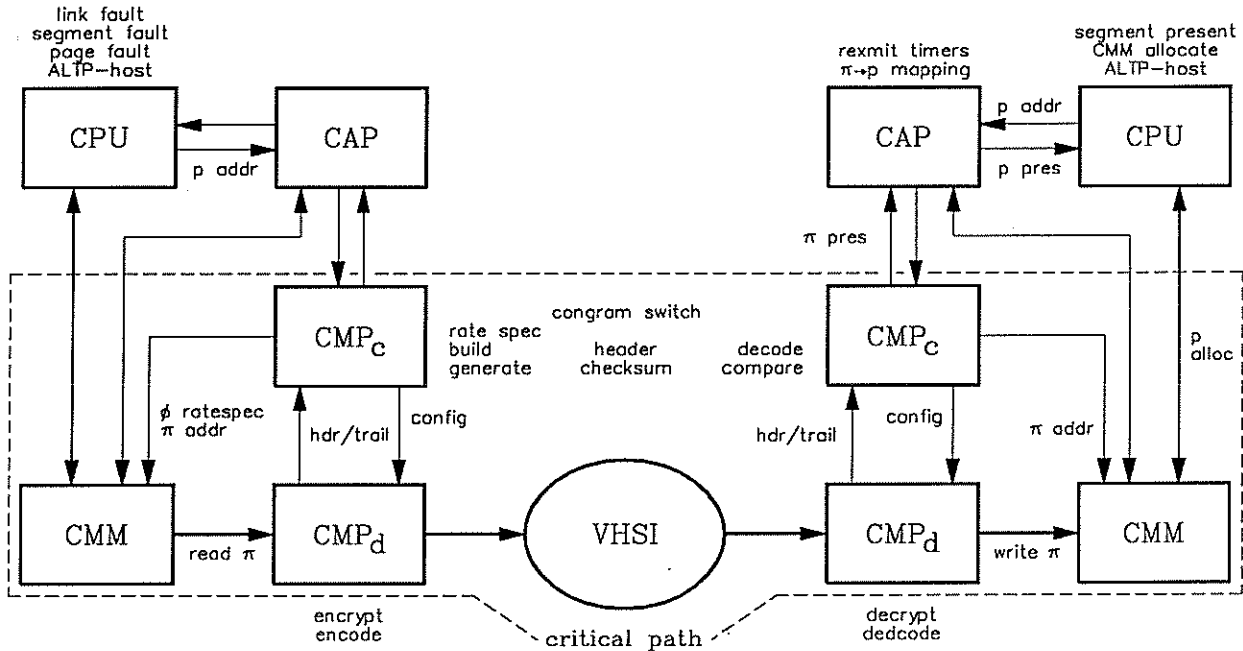 link fault
segment fault
page fault
ALTP-host
rexmit timers
π→p mapping
segment present
CMM allocate
ALTP-host
CPU
CAP
p addr
CAP
CPU
p addr
p pres
π pres
CMPc
rate spec
build
generate
congram switch
header
checksum
decode
compare
CMPc
p
alloc
ϕ ratespec
π addr
hdr/trail
config
hdr/trail
config
π addr
CMM
read π
CMPd
VHSI
CMPd
write π
CMM
encrypt
encode
critical path
decrypt
dedcode